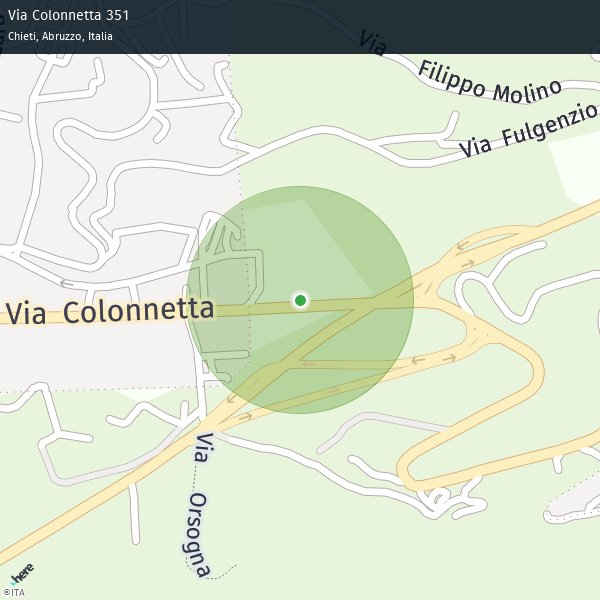 Via Colonnetta 351
Chieti, Abruzzo, Italia
Via Filippo Molino
Via Fulgenzio
Via Colonnetta
Via Orsogna
here
©ITA